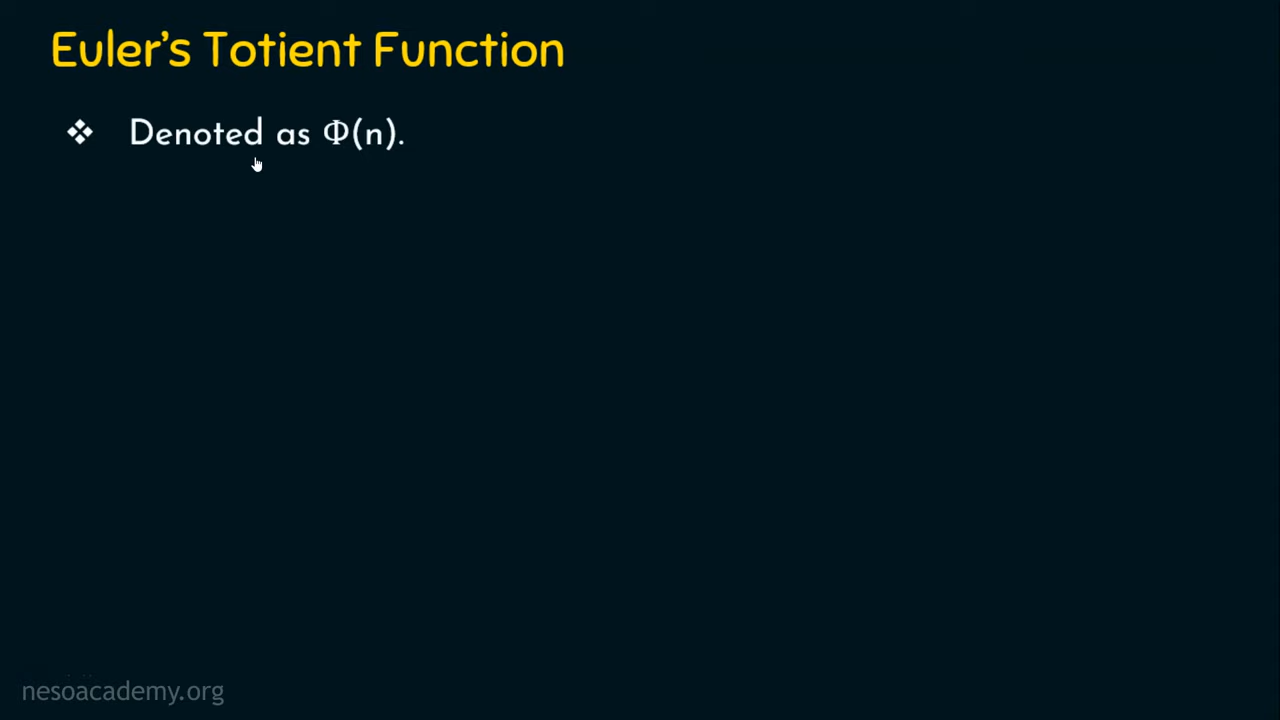 Euler’s Totient Function
❖ Denoted as Φ(n).
nesoacademy.org